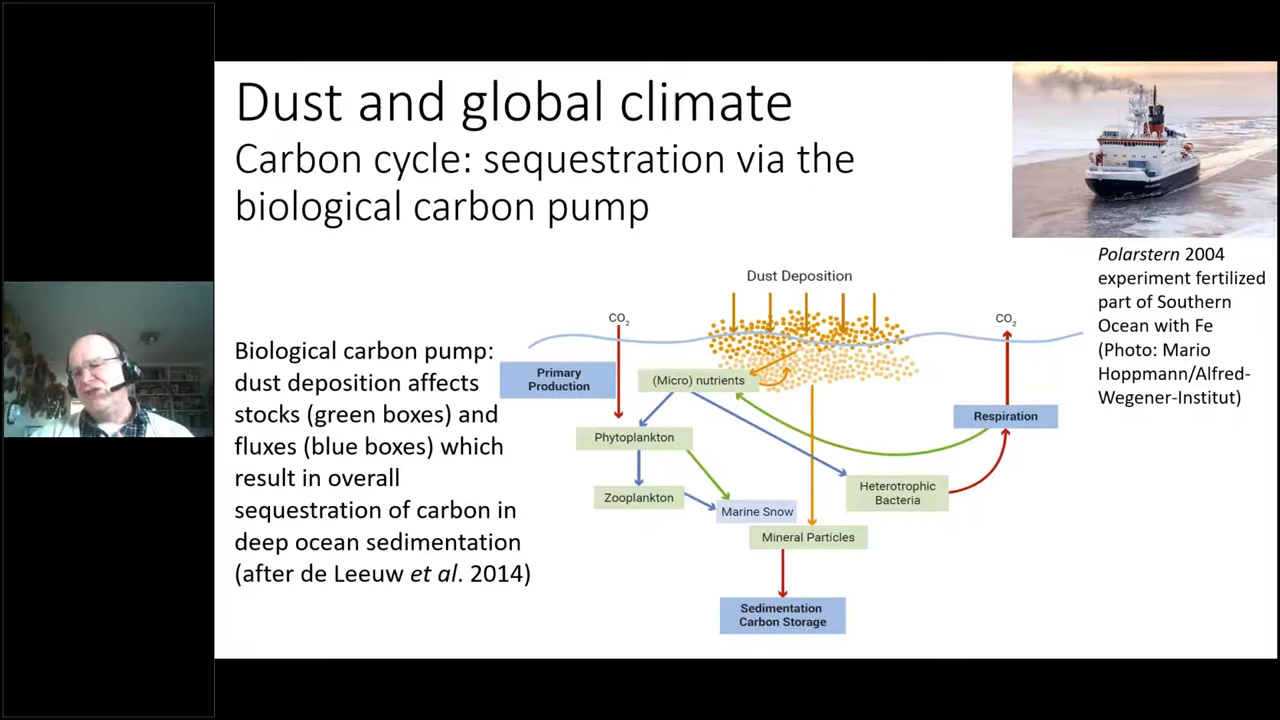 Dust and global climate
Carbon cycle: sequestration via the
biological carbon pump
Polarstern 2004
experiment fertilized
part of Southern
Ocean with Fe
(Photo: Mario
Hoppmann/Alfred-
Wegener-Institut)
Biological carbon pump:
dust deposition affects
stocks (green boxes) and
fluxes (blue boxes) which
result in overall
sequestration of carbon in
deep ocean sedimentation
(after de Leeuw et al. 2014)
Dust Deposition
CO₂
CO₂
Primary
Production
(Micro) nutrients
Respiration
Phytoplankton
Zooplankton
Marine Snow
Heterotrophic
Bacteria
Mineral Particles
Sedimentation
Carbon Storage